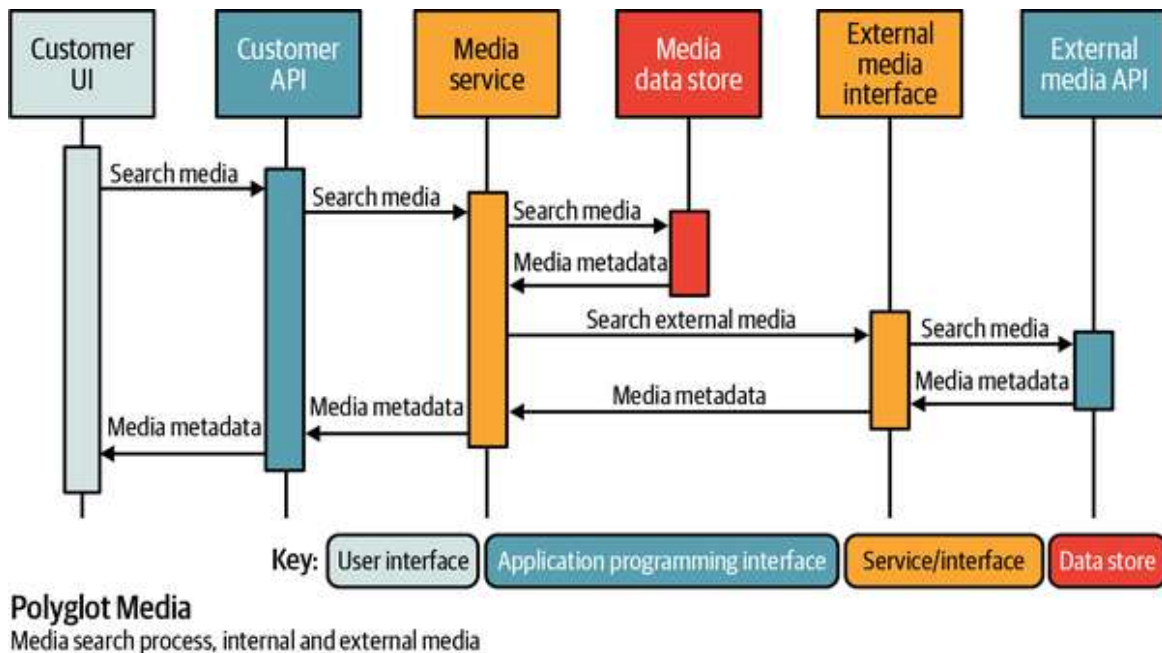 Customer
UI
Customer
API
Media
service
Media
data store
External
media
interface
External
media API
Search media
Search media
Search media
Media metadata
Search external media
Search media
Media metadata
Media metadata
Media metadata
Media metadata
Key: User interface Application programming interface Service/interface Data store
Polyglot Media
Media search process, internal and external media